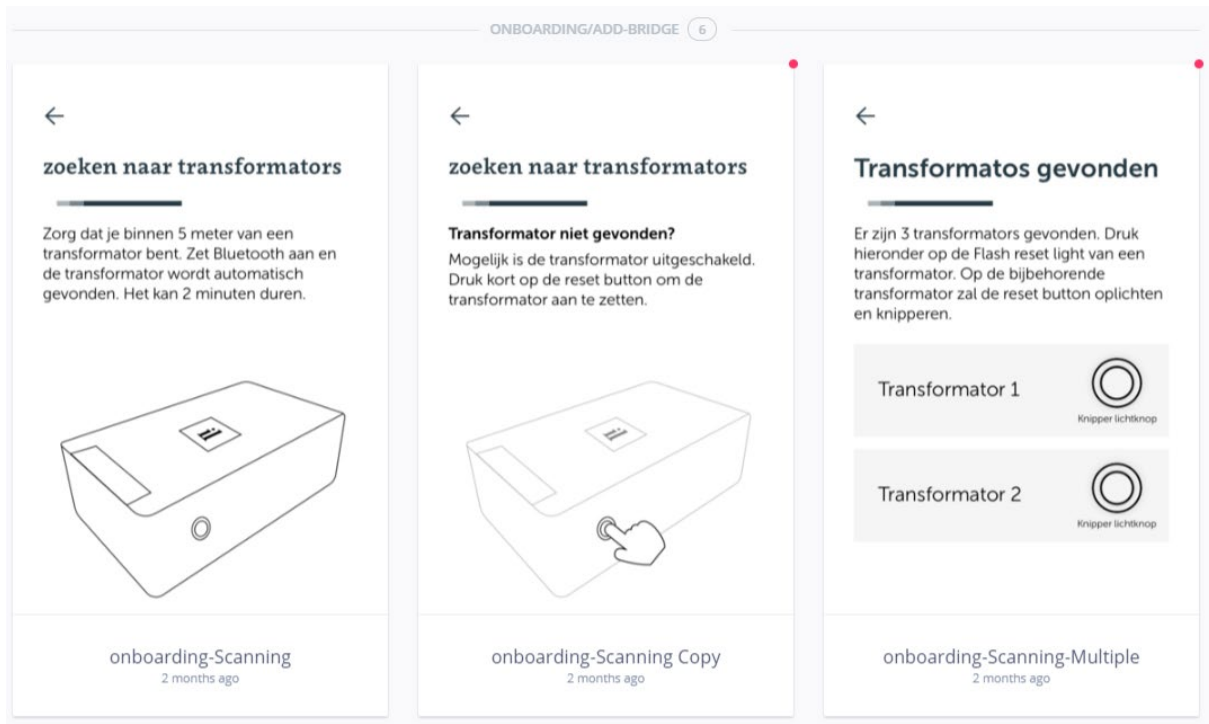 ONBOARDING/ADD-BRIDGE 6
zoeken naar transformators
Zorg dat je binnen 5 meter van een
transformator bent. Zet Bluetooth aan en
de transformator wordt automatisch
gevonden. Het kan 2 minuten duren.
onboarding-Scanning
2 months ago
zoeken naar transformators
Transformator niet gevonden?
Mogelijk is de transformator uitgeschakeld.
Druk kort op de reset button om de
transformator aan te zetten.
onboarding-Scanning Copy
2 months ago
Transformatos gevonden
Er zijn 3 transformators gevonden. Druk
hieronder op de Flash reset light van een
transformator. Op de bijbehorende
transformator zal de reset button oplichten
en knipperen.
Transformator 1
Knipper lichtknop
Transformator 2
Knipper lichtknop
onboarding-Scanning-Multiple
2 months ago